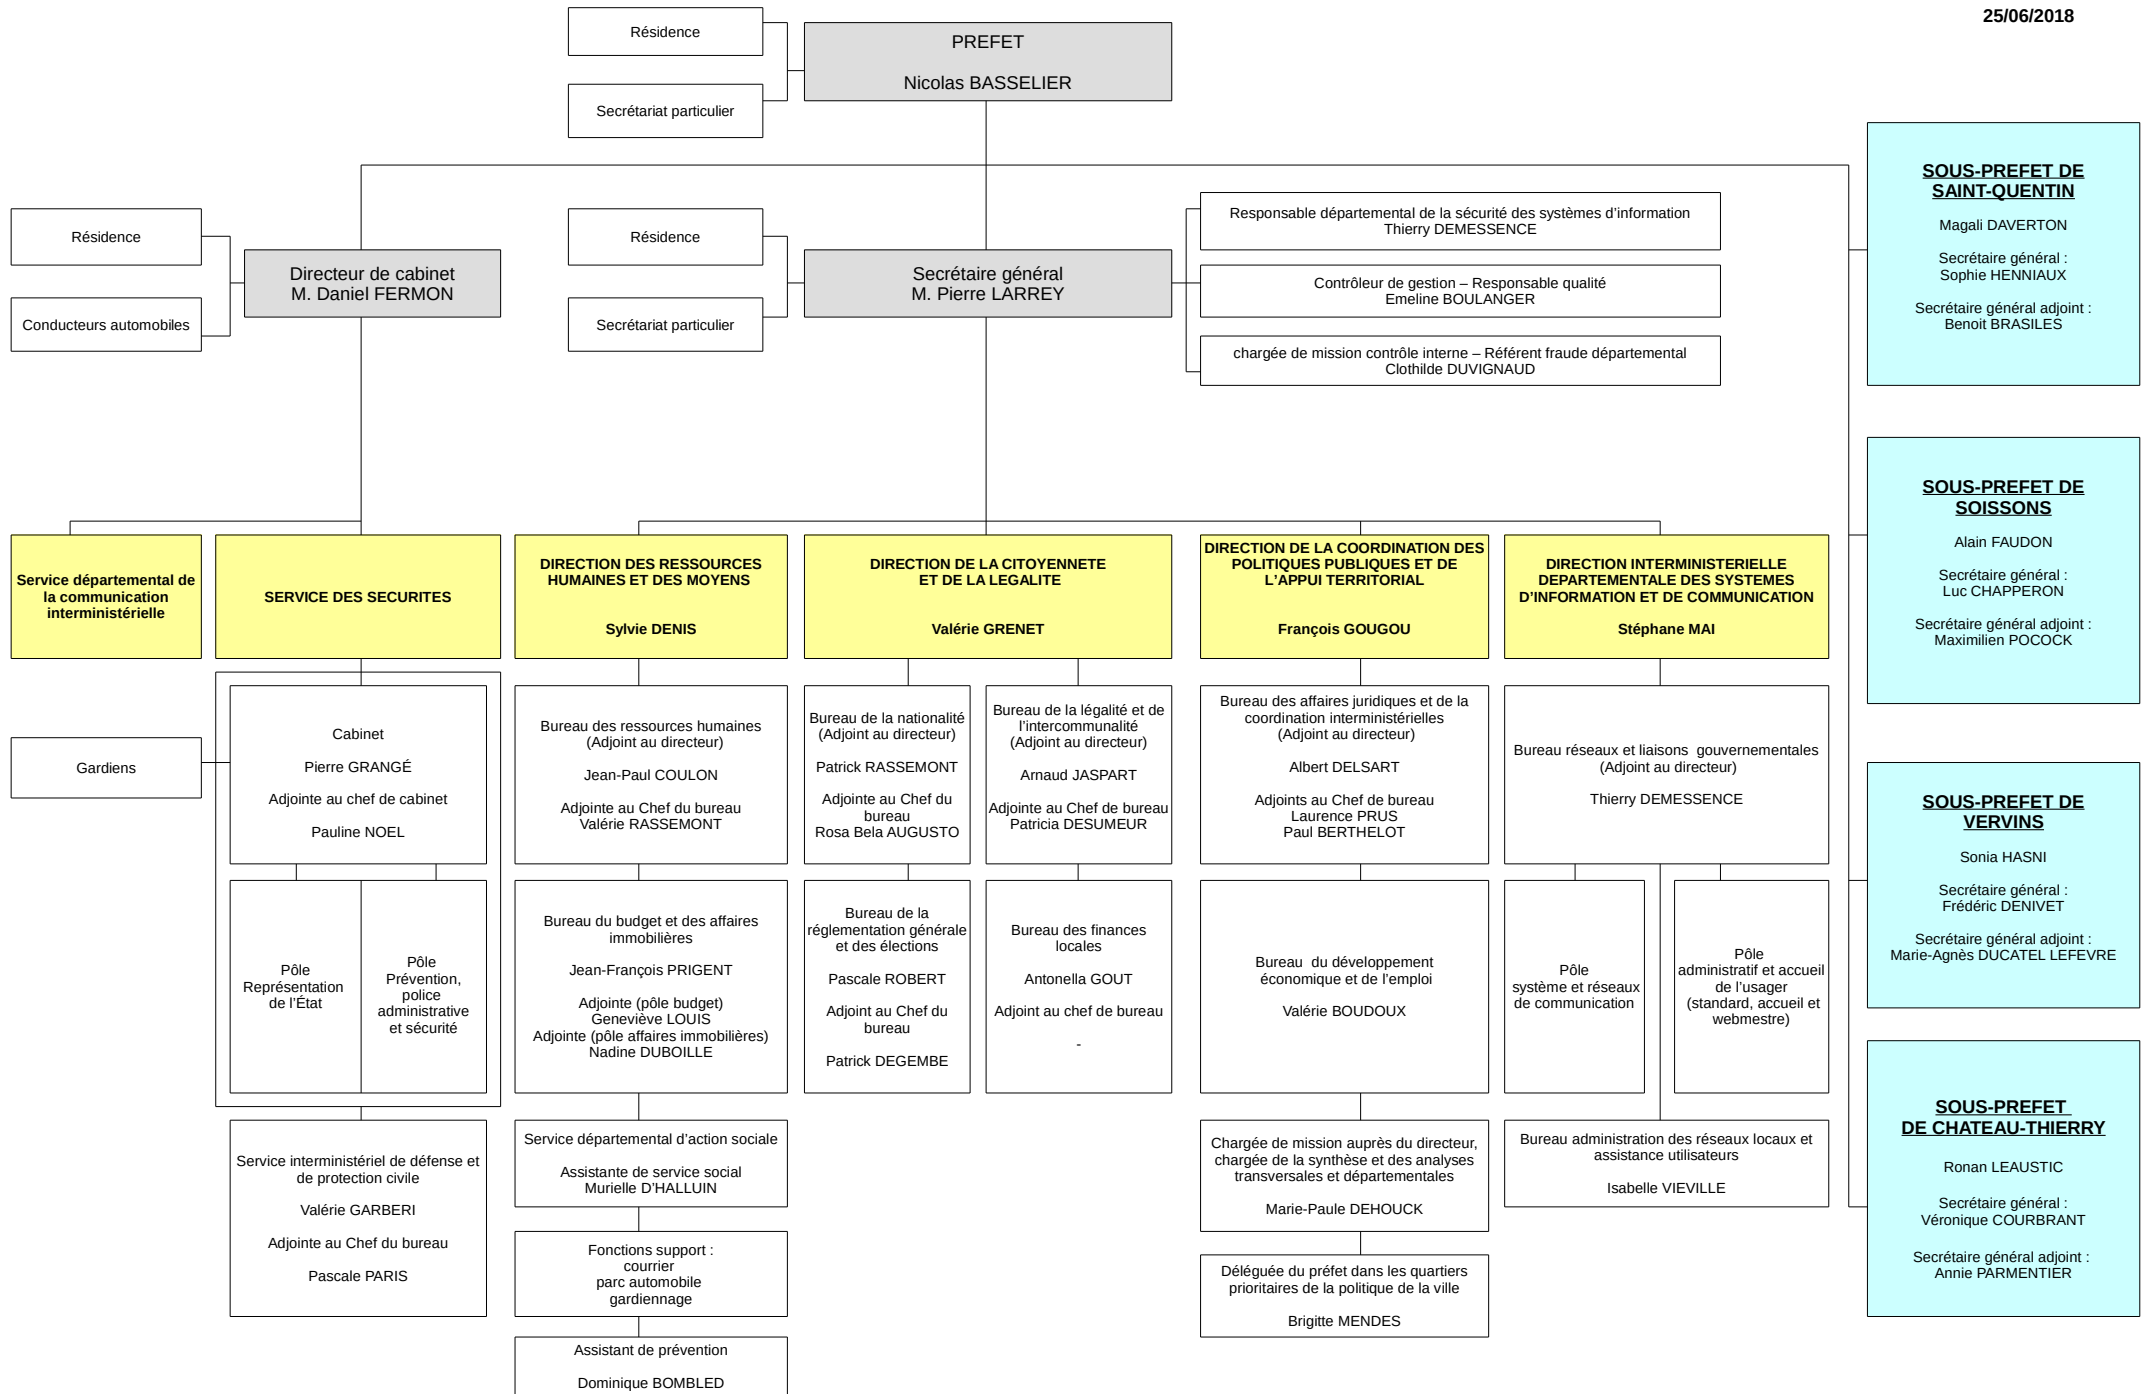 25/06/2018
Résidence
PREFET
Nicolas BASSELIER
Secrétariat particulier
SOUS-PREFET DE
SAINT-QUENTIN
Magali DAVERTON
Secrétaire général :
Sophie HENNIAUX
Secrétaire général adjoint :
Benoit BRASILES
Résidence
Directeur de cabinet
M. Daniel FERMON
Conducteurs automobiles
Résidence
Secrétaire général
M. Pierre LARREY
Secrétariat particulier
Responsable départemental de la sécurité des systèmes d’information
Thierry DEMESSENCE
Contrôleur de gestion – Responsable qualité
Emeline BOULANGER
chargée de mission contrôle interne – Référent fraude départemental
Clothilde DUVIGNAUD
SOUS-PREFET DE
SOISSONS
Alain FAUDON
Secrétaire général :
Luc CHAPPERON
Secrétaire général adjoint :
Maximilien POCOCK
Service départemental de
la communication
interministérielle
SERVICE DES SECURITES
DIRECTION DES RESSOURCES
HUMAINES ET DES MOYENS
Sylvie DENIS
DIRECTION DE LA CITOYENNETE
ET DE LA LEGALITE
Valérie GRENET
DIRECTION DE LA COORDINATION DES
POLITIQUES PUBLIQUES ET DE
L’APPUI TERRITORIAL
François GOUGOU
DIRECTION INTERMINISTERIELLE
DEPARTEMENTALE DES SYSTEMES
D’INFORMATION ET DE COMMUNICATION
Stéphane MAI
Gardiens
Cabinet
Pierre GRANGÉ
Adjointe au chef de cabinet
Pauline NOEL
Bureau des ressources humaines
(Adjoint au directeur)
Jean-Paul COULON
Adjointe au Chef du bureau
Valérie RASSEMONT
Bureau de la nationalité
(Adjoint au directeur)
Patrick RASSEMONT
Adjointe au Chef du
bureau
Rosa Bela AUGUSTO
Bureau de la légalité et de
l’intercommunalité
(Adjoint au directeur)
Arnaud JASPART
Adjointe au Chef de bureau
Patricia DESUMEUR
Bureau des affaires juridiques et de la
coordination interministérielles
(Adjoint au directeur)
Albert DELSART
Adjoints au Chef de bureau
Laurence PRUS
Paul BERTHELOT
Bureau réseaux et liaisons gouvernementales
(Adjoint au directeur)
Thierry DEMESSENCE
SOUS-PREFET DE
VERVINS
Sonia HASNI
Secrétaire général :
Frédéric DENIVET
Secrétaire général adjoint :
Marie-Agnès DUCATEL LEFEVRE
Pôle
Représentation
de l’État
Pôle
Prévention,
police
administrative
et sécurité
Bureau du budget et des affaires
immobilières
Jean-François PRIGENT
Adjointe (pôle budget)
Geneviève LOUIS
Adjointe (pôle affaires immobilières)
Nadine DUBOILLE
Bureau de la
réglementation générale
et des élections
Pascale ROBERT
Adjoint au Chef du
bureau
Patrick DEGEMBE
Bureau des finances
locales
Antonella GOUT
Adjoint au chef de bureau
-
Bureau du développement
économique et de l’emploi
Valérie BOUDOUX
Pôle
système et réseaux
de communication
Pôle
administratif et accueil
de l’usager
(standard, accueil et
webmestre)
SOUS-PREFET
DE CHATEAU-THIERRY
Ronan LEAUSTIC
Secrétaire général :
Véronique COURBRANT
Secrétaire général adjoint :
Annie PARMENTIER
Service interministériel de défense et
de protection civile
Valérie GARBERI
Adjointe au Chef du bureau
Pascale PARIS
Service départemental d’action sociale
Assistante de service social
Murielle D’HALLUIN
Chargée de mission auprès du directeur,
chargée de la synthèse et des analyses
transversales et départementales
Marie-Paule DEHOUCK
Bureau administration des réseaux locaux et
assistance utilisateurs
Isabelle VIEVILLE
Fonctions support :
courrier
parc automobile
gardiennage
Déléguée du préfet dans les quartiers
prioritaires de la politique de la ville
Brigitte MENDES
Assistant de prévention
Dominique BOMBLED